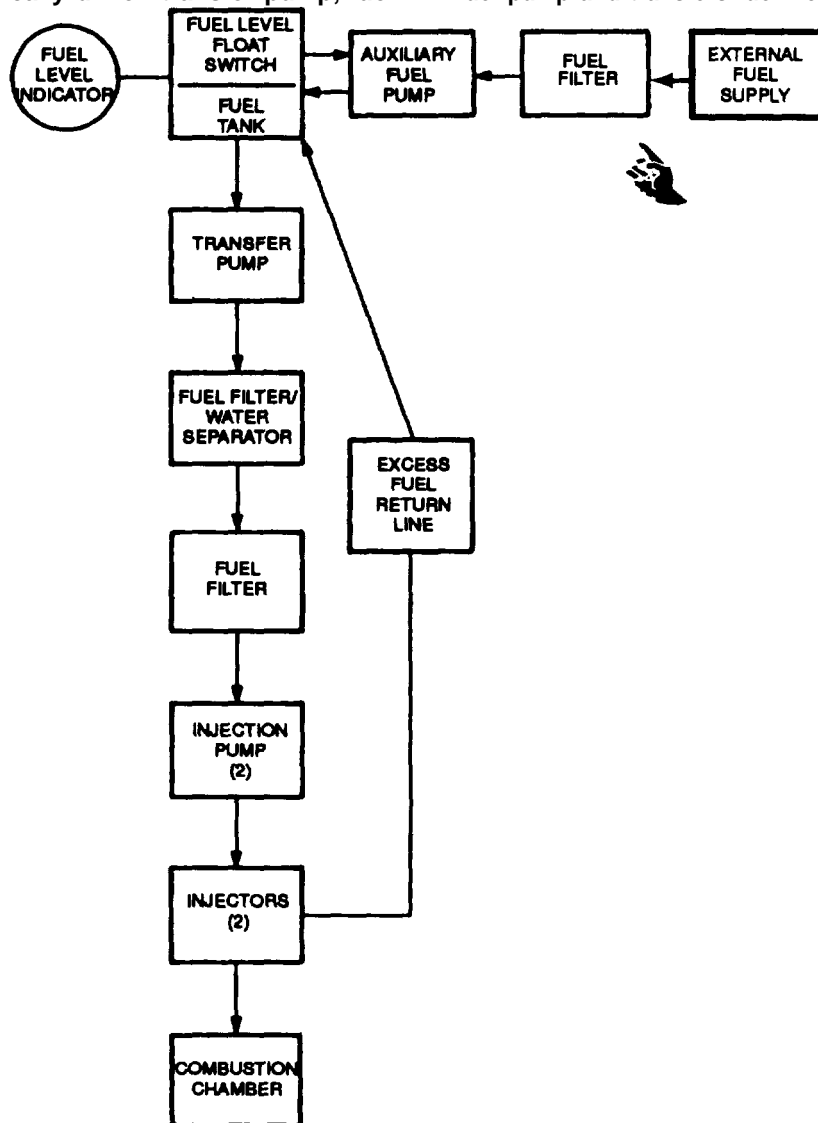 FUEL
LEVEL
INDICATOR
FUEL LEVEL
FLOAT
SWITCH
FUEL
TANK
AUXILIARY
FUEL
PUMP
FUEL
FILTER
EXTERNAL
FUEL
SUPPLY
TRANSFER
PUMP
FUEL FILTER/
WATER
SEPARATOR
EXCESS
FUEL
RETURN
LINE
FUEL
FILTER
INJECTION
PUMP
(2)
INJECTORS
(2)
COMBUSTION
CHAMBER